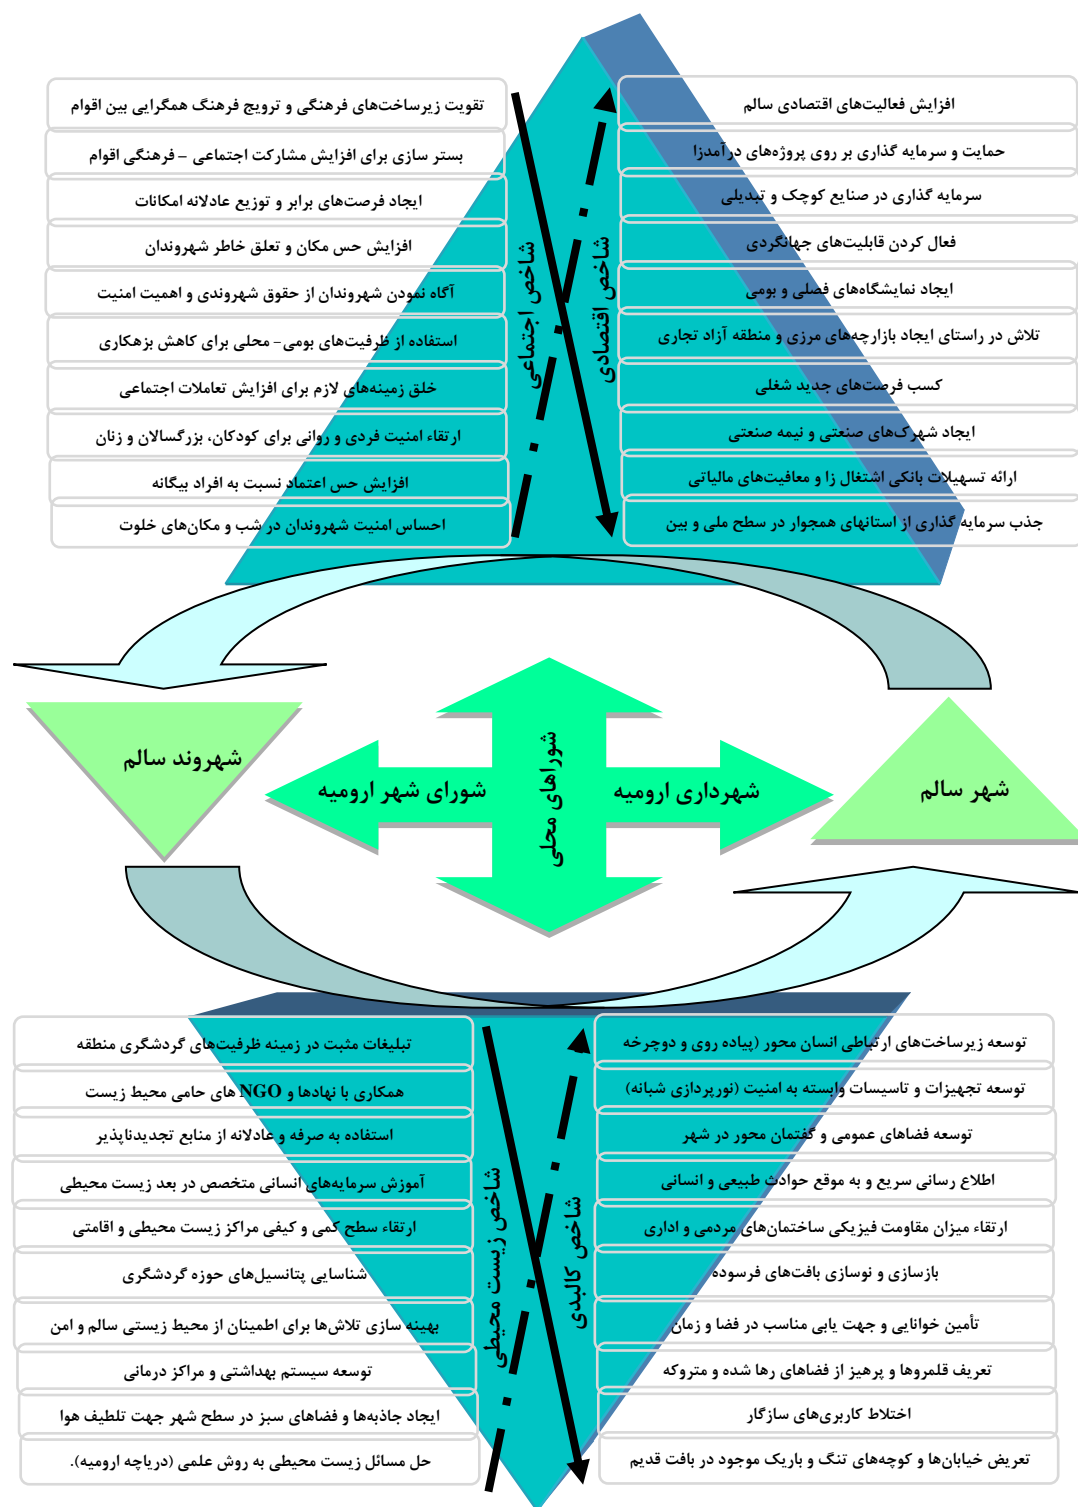 افزایش فعالیت‌های اقتصادی سالم
حمایت و سرمایه گذاری بر روی پروژه‌های درآمدزا
سرمایه گذاری در صنایع کوچک و تبدیلی
فعال کردن قابلیت‌های جهانگردی
ایجاد نمایشگاه‌های فصلی و بومی
تلاش در راستای ایجاد بازارچه‌های مرزی و منطقه آزاد تجاری
کسب فرصت‌های جدید شغلی
ایجاد شهرک‌های صنعتی و نیمه صنعتی
ارائه تسهیلات بانکی اشتغال زا و معافیت‌های مالیاتی
جذب سرمایه گذاری از استانهای همجوار در سطح ملی و بین
شاخص اقتصادی
شاخص اجتماعی
تقویت زیرساخت‌های فرهنگی و ترویج فرهنگ همگرایی بین اقوام
بستر سازی برای افزایش مشارکت اجتماعی – فرهنگی اقوام
ایجاد فرصت‌های برابر و توزیع عادلانه امکانات
افزایش حس مکان و تعلق خاطر شهروندان
آگاه نمودن شهروندان از حقوق شهروندی و اهمیت امنیت
استفاده از ظرفیت‌های بومی- محلی برای کاهش بزهکاری
خلق زمینه‌های لازم برای افزایش تعاملات اجتماعی
ارتقاء امنیت فردی و روانی برای کودکان، بزرگسالان و زنان
افزایش حس اعتماد نسبت به افراد بیگانه
احساس امنیت شهروندان در شب و مکان‌های خلوت
شهر سالم
شهرداری ارومیه
شوراهای محلی
شورای شهر ارومیه
شهروند سالم
توسعه زیرساخت‌های ارتباطی انسان محور (پیاده روی و دوچرخه
توسعه تجهیزات و تاسیسات وابسته به امنیت (نورپردازی شبانه)
توسعه فضاهای عمومی و گفتمان محور در شهر
اطلاع رسانی سریع و به موقع حوادث طبیعی و انسانی
ارتقاء میزان مقاومت فیزیکی ساختمان‌های مردمی و اداری
بازسازی و نوسازی بافت‌های فرسوده
تأمین خوانایی و جهت یابی مناسب در فضا و زمان
تعریف قلمروها و پرهیز از فضاهای رها شده و متروکه
اختلاط کاربری‌های سازگار
تعریض خیابان‌ها و کوچه‌های تنگ و باریک موجود در بافت قدیم
شاخص کالبدی
شاخص زیست محیطی
تبلیغات مثبت در زمینه ظرفیت‌های گردشگری منطقه
همکاری با نهادها و NGO های حامی محیط زیست
استفاده به صرفه و عادلانه از منابع تجدیدناپذیر
آموزش سرمایه‌های انسانی متخصص در بعد زیست محیطی
ارتقاء سطح کمی و کیفی مراکز زیست محیطی و اقامتی
شناسایی پتانسیل‌های حوزه گردشگری
بهینه سازی تلاش‌ها برای اطمینان از محیط زیستی سالم و امن
توسعه سیستم بهداشتی و مراکز درمانی
ایجاد جاذبه‌ها و فضاهای سبز در سطح شهر جهت تلطیف هوا
حل مسائل زیست محیطی به روش علمی (دریاچه ارومیه).